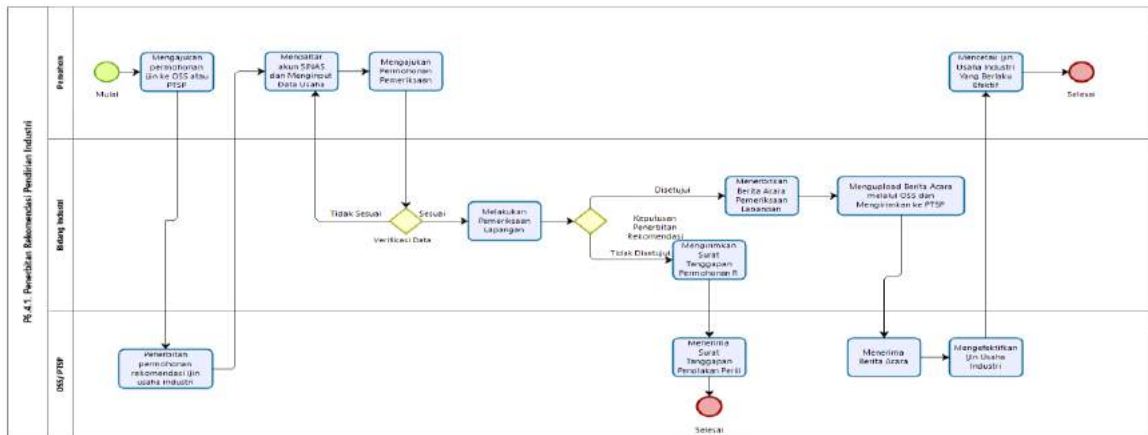 P6.4.1. Penerbitan Rekomendasi Pendirian Industri
Pemohon
Mulai
Mengajukan
permohonan
ijin ke OSS atau
PTSP
Mendaftar
akun SIINAS
dan Menginput
Data Usaha
Mengajukan
Permohonan
Pemeriksaan
Mencetak Ijin
Usaha Industri
Yang Berlaku
Efektif
Selesai
Bidang Industri
Tidak Sesuai
Sesuai
Verifikasi Data
Melakukan
Pemeriksaan
Lapangan
Disetujui
Keputusan
Penerbitan
Rekomendasi
Tidak Disetujui
Menerbitkan
Berita Acara
Pemeriksaan
Lapangan
Mengupload Berita Acara
melalui OSS dan
Mengirimkan ke PTSP
Mengirimkan
Surat
Tanggapan
Permohonan R
OSS/ PTSP
Penerbitan
permohonan
rekomendasi ijin
usaha industri
Menerima
Surat
Tanggapan
Penolakan
Selesai
Menerima
Berita Acara
Mengefektifkan
Ijin Usaha
Industri